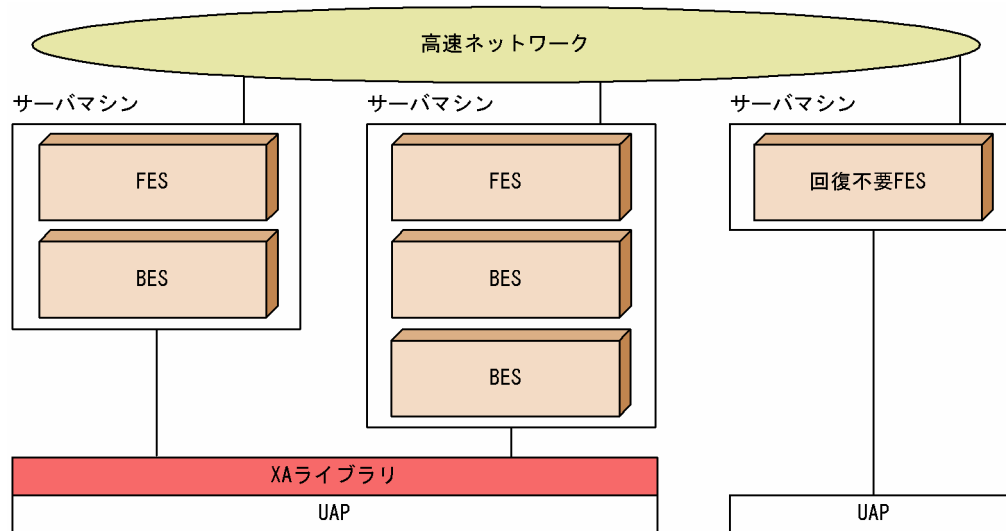 高速ネットワーク
サーバマシン
サーバマシン
サーバマシン
FES
FES
回復不要FES
BES
BES
BES
XAライブラリ
UAP
UAP